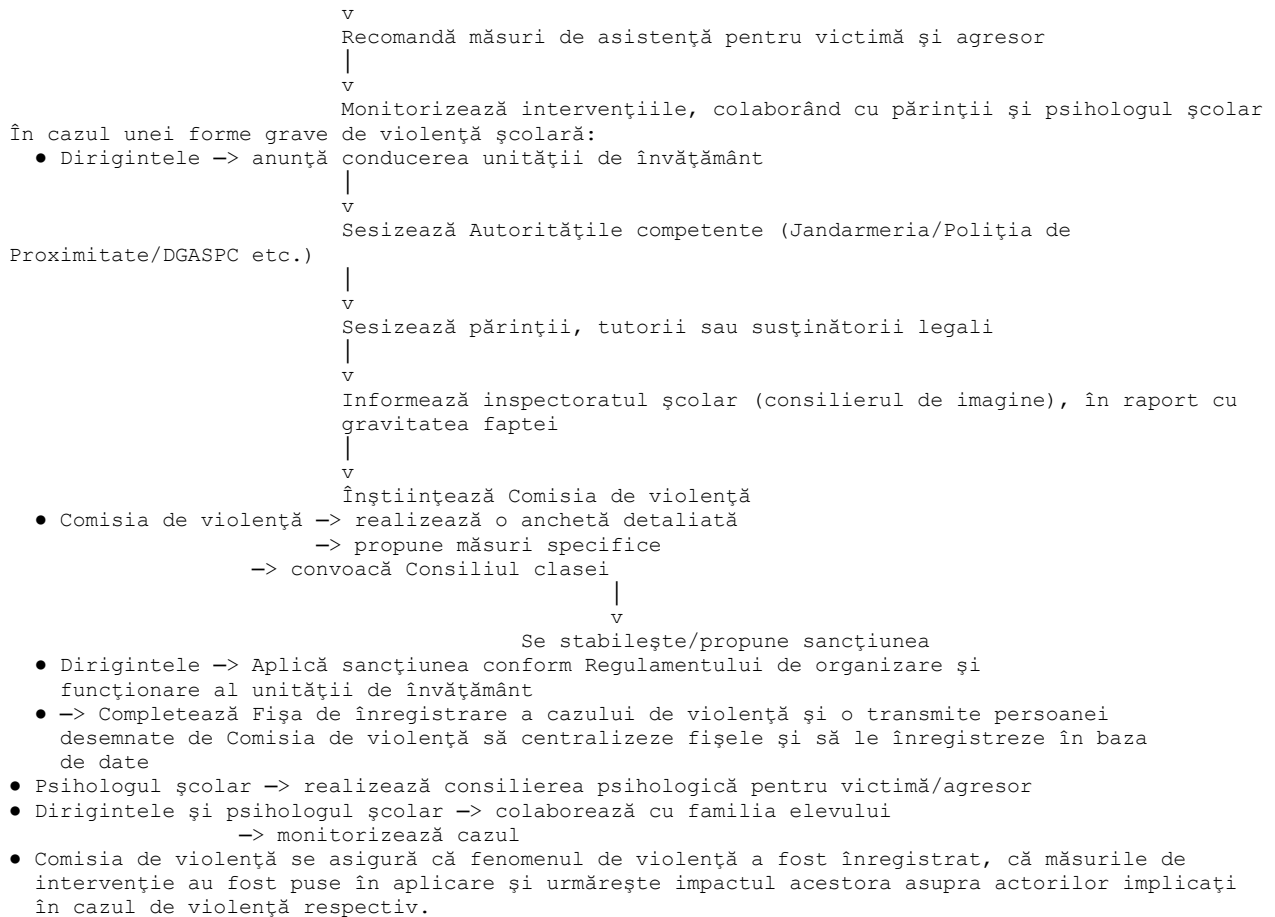 v
Recomandă măsuri de asistenţă pentru victimă şi agresor
|
v
Monitorizează intervenţiile, colaborând cu părinţii şi psihologul şcolar
În cazul unei forme grave de violenţă şcolară:
● Dirigintele ─> anunţă conducerea unităţii de învăţământ
|
v
Sesizează Autorităţile competente (Jandarmeria/Poliţia de
Proximitate/DGASPC etc.)
|
v
Sesizează părinţii, tutorii sau susţinătorii legali
|
v
Informează inspectoratul şcolar (consilierul de imagine), în raport cu
gravitatea faptei
|
v
Înştiinţează Comisia de violenţă
● Comisia de violenţă ─> realizează o anchetă detaliată
─> propune măsuri specifice
─> convoacă Consiliul clasei
|
v
Se stabileşte/propune sancţiunea
● Dirigintele ─> Aplică sancţiunea conform Regulamentului de organizare şi
funcţionare al unităţii de învăţământ
● ─> Completează Fişa de înregistrare a cazului de violenţă şi o transmite persoanei
desemnate de Comisia de violenţă să centralizeze fişele şi să le înregistreze în baza
de date
● Psihologul şcolar ─> realizează consilierea psihologică pentru victimă/agresor
● Dirigintele şi psihologul şcolar ─> colaborează cu familia elevului
─> monitorizează cazul
● Comisia de violenţă se asigură că fenomenul de violenţă a fost înregistrat, că măsurile de
intervenţie au fost puse în aplicare şi urmăreşte impactul acestora asupra actorilor implicaţi
în cazul de violenţă respectiv.